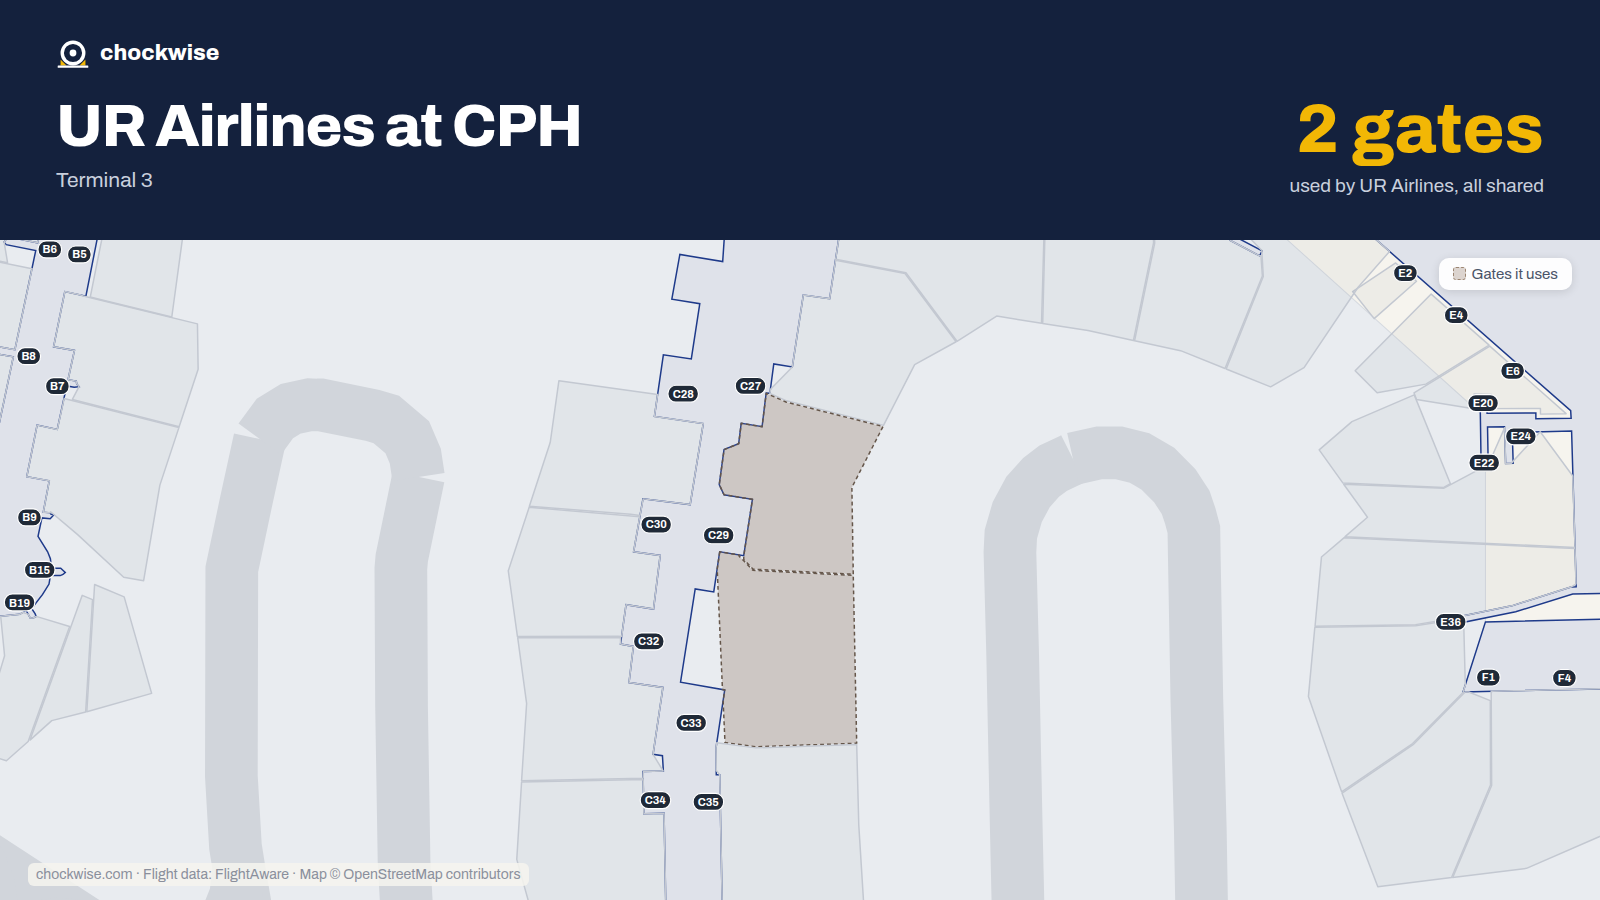 chockwise
UR Airlines at CPH
Terminal 3
2 gates
used by UR Airlines, all shared
B6
B5
E2
Gates it uses
E4
B8
E6
B7
C28
C27
E20
E24
E22
B9
C30
C29
B15
B19
E36
C32
F1
F4
C33
C34
C35
chockwise.com · Flight data: FlightAware · Map © OpenStreetMap contributors